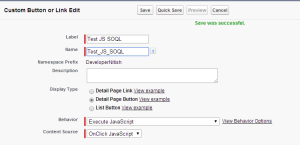 Custom Button or Link Edit
Save Quick Save Preview Cancel
Save was successful.
Label Test JS SOQL
Name Test_JS_SOQL i
Namespace Prefix Developerfetish
Description
Display Type Detail Page Link View example
Detail Page Button View example
List Button View example
Behavior Execute JavaScript View Behavior Options
Content Source OnClick JavaScript